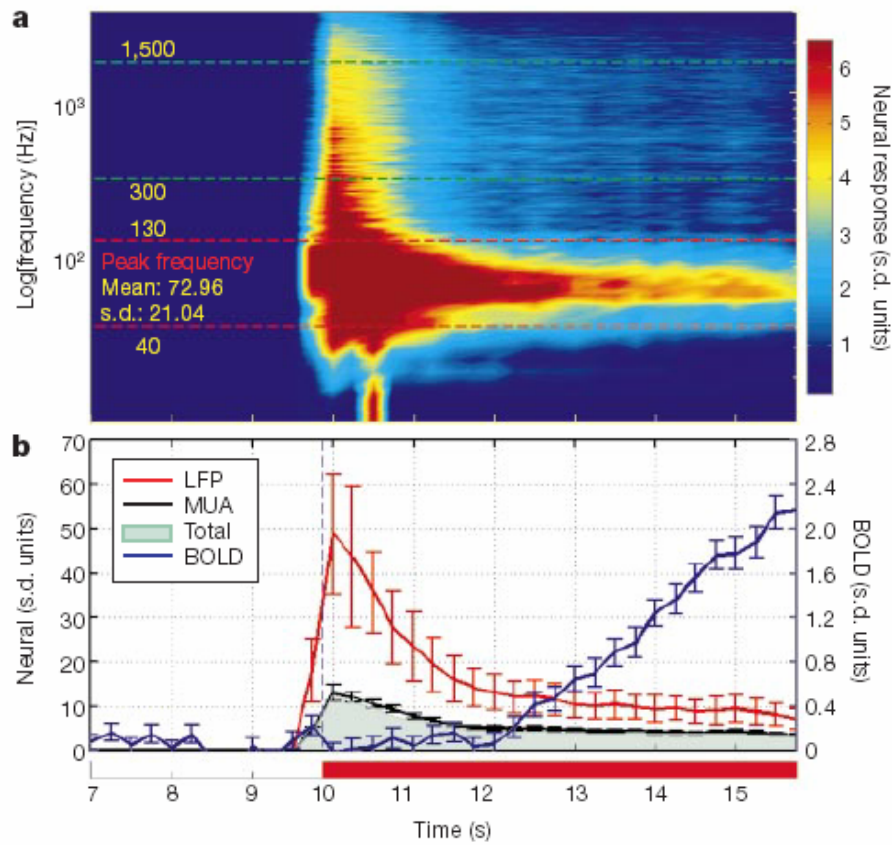 a
1,500
10³
300
130
10²
Peak frequency
Mean: 72.96
s.d.: 21.04
40
Log[frequency (Hz)]
6
5
4
3
2
1
Neural response (s.d. units)
b
70
60
50
40
30
20
10
0
Neural (s.d. units)
LFP
MUA
Total
BOLD
2.8
2.4
2.0
1.6
1.2
0.8
0.4
0
BOLD (s.d. units)
7 8 9 10 11 12 13 14 15
Time (s)